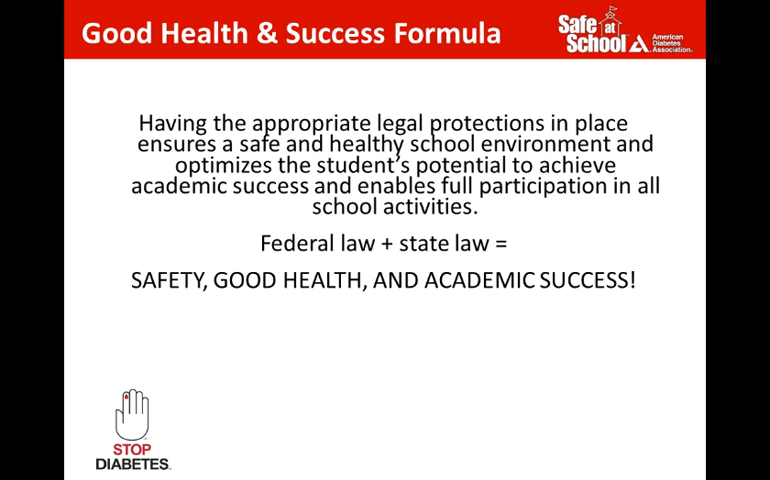 Good Health & Success Formula
Safe at School
American
Diabetes
Association.
Having the appropriate legal protections in place
ensures a safe and healthy school environment and
optimizes the student's potential to achieve
academic success and enables full participation in all
school activities.
Federal law + state law =
SAFETY, GOOD HEALTH, AND ACADEMIC SUCCESS!
STOP
DIABETES.